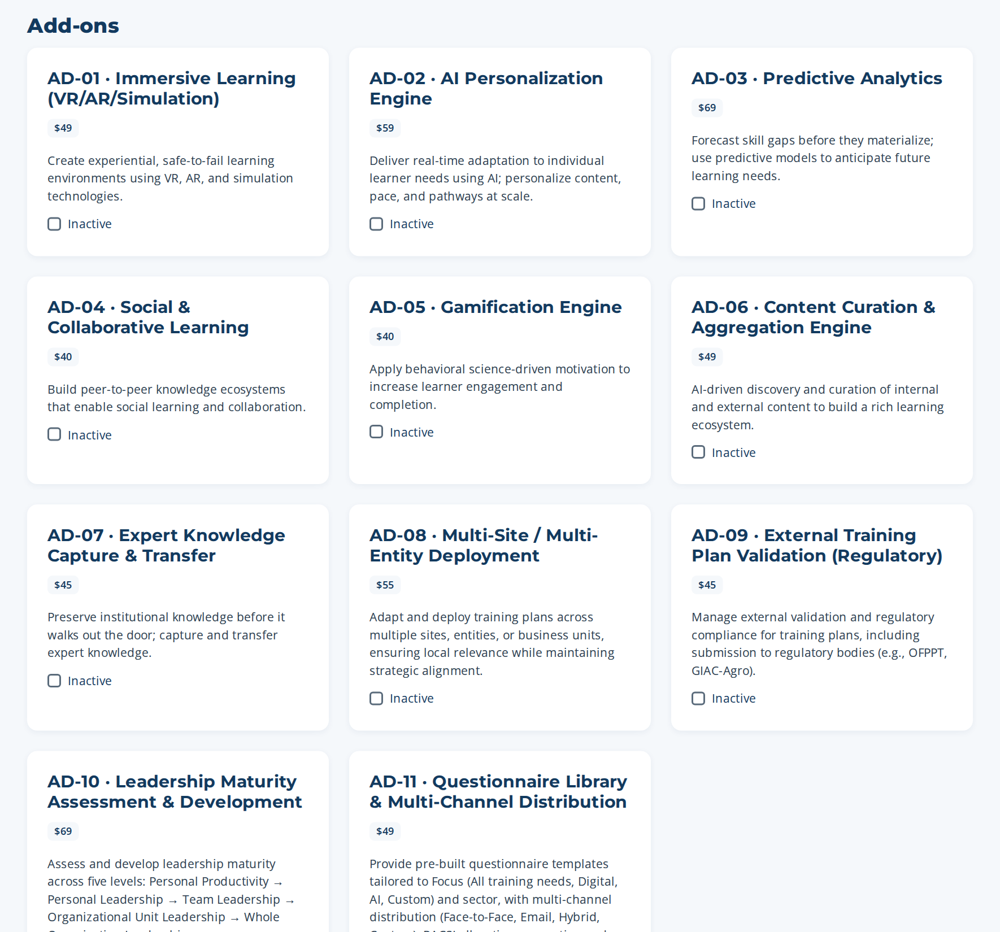 Add-ons
AD-01 · Immersive Learning
(VR/AR/Simulation)
$49
Create experiential, safe-to-fail learning
environments using VR, AR, and simulation
technologies.
Inactive
AD-02 · AI Personalization
Engine
$59
Deliver real-time adaptation to individual
learner needs using AI; personalize content,
pace, and pathways at scale.
Inactive
AD-03 · Predictive Analytics
$69
Forecast skill gaps before they materialize;
use predictive models to anticipate future
learning needs.
Inactive
AD-04 · Social &
Collaborative Learning
$40
Build peer-to-peer knowledge ecosystems
that enable social learning and collaboration.
Inactive
AD-05 · Gamification Engine
$40
Apply behavioral science-driven motivation to
increase learner engagement and
completion.
Inactive
AD-06 · Content Curation &
Aggregation Engine
$49
AI-driven discovery and curation of internal
and external content to build a rich learning
ecosystem.
Inactive
AD-07 · Expert Knowledge
Capture & Transfer
$45
Preserve institutional knowledge before it
walks out the door; capture and transfer
expert knowledge.
Inactive
AD-08 · Multi-Site / Multi-
Entity Deployment
$55
Adapt and deploy training plans across
multiple sites, entities, or business units,
ensuring local relevance while maintaining
strategic alignment.
Inactive
AD-09 · External Training
Plan Validation (Regulatory)
$45
Manage external validation and regulatory
compliance for training plans, including
submission to regulatory bodies (e.g., OFPPT,
GIAC-Agro).
Inactive
AD-10 · Leadership Maturity
Assessment & Development
$69
Assess and develop leadership maturity
across five levels: Personal Productivity →
Personal Leadership → Team Leadership →
Organizational Unit Leadership → Whole
AD-11 · Questionnaire Library
& Multi-Channel Distribution
$49
Provide pre-built questionnaire templates
tailored to Focus (All training needs, Digital,
AI, Custom) and sector, with multi-channel
distribution (Face-to-Face, Email, Hybrid,